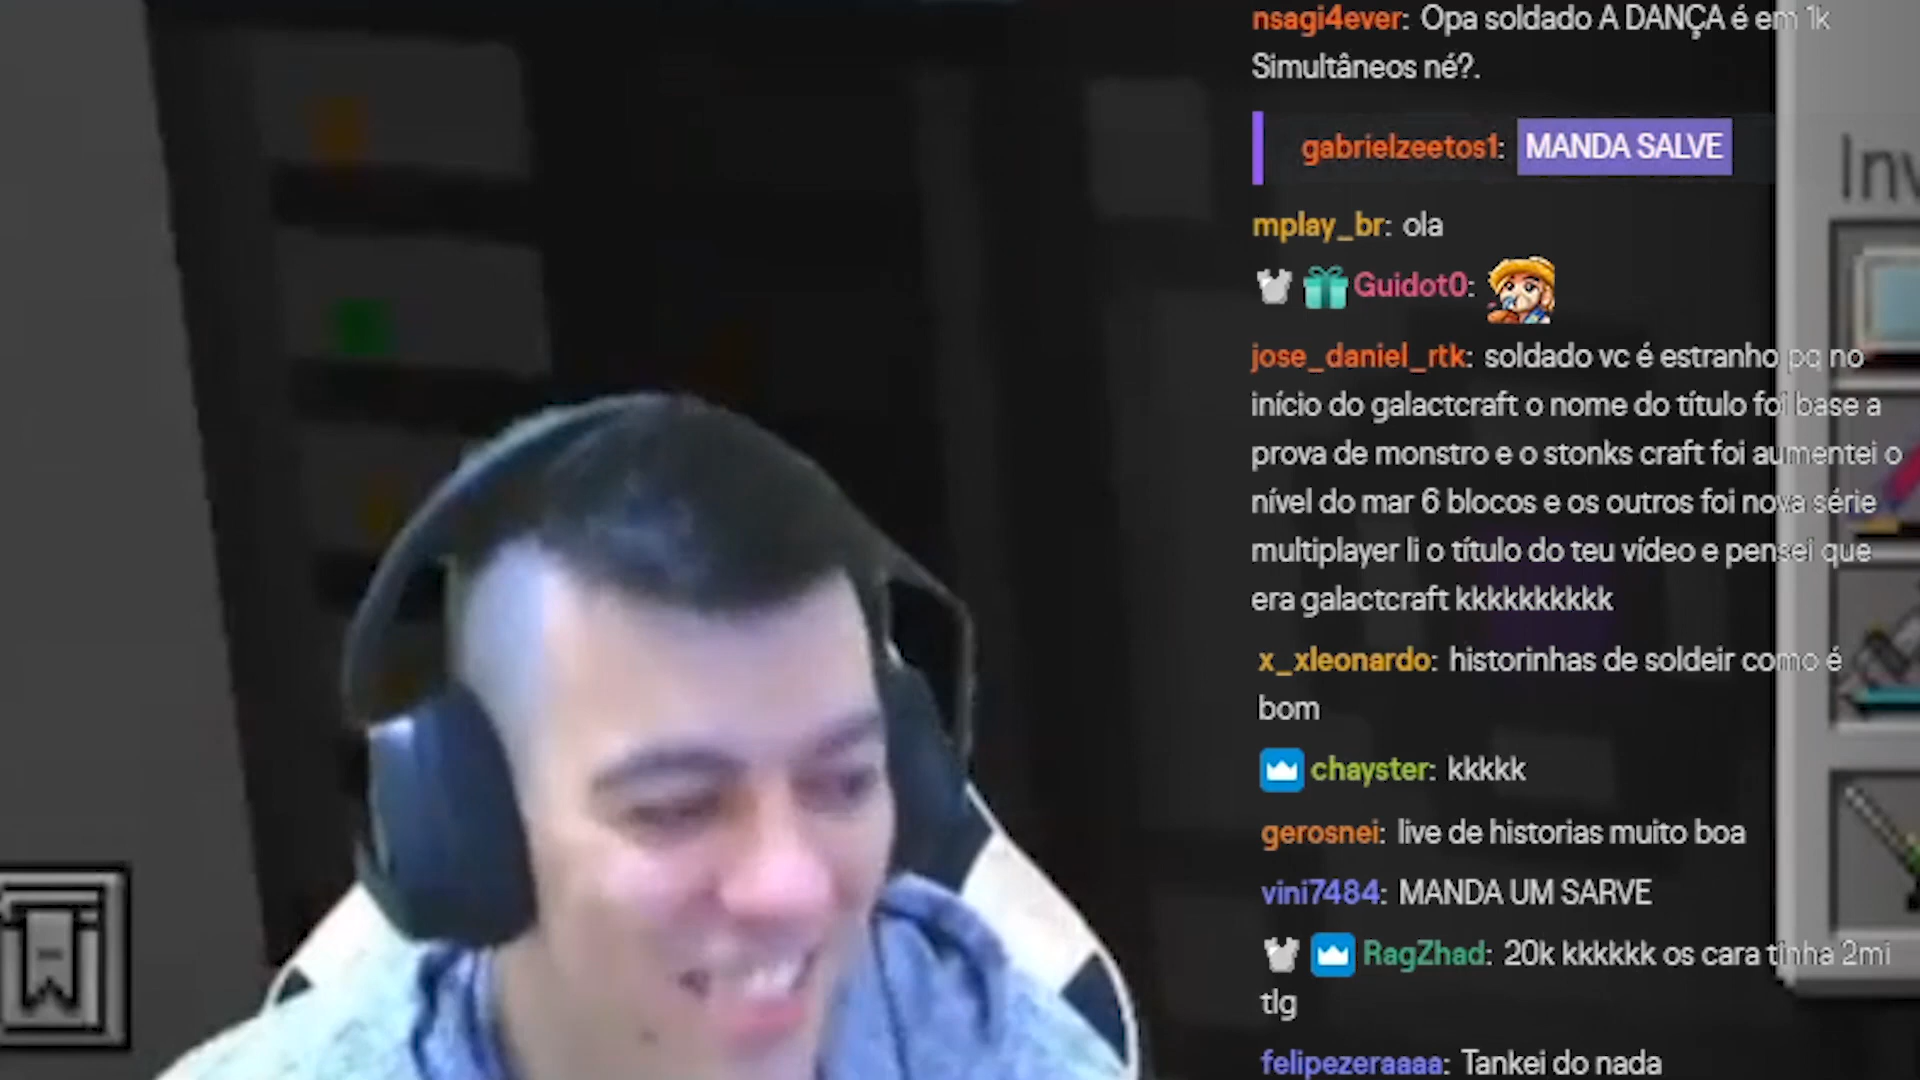 nsagi4ever: Opa soldado A DANÇA é em 1k
Simultâneos né?.
gabrielzeetos1: MANDA SALVE
Inv
mplay_br: ola
Guidot0:
jose_daniel_rtk: soldado vc é estranho pq no
início do galactcraft o nome do título foi base a
prova de monstro e o stonks craft foi aumentei o
nível do mar 6 blocos e os outros foi nova série
multiplayer li o título do teu vídeo e pensei que
era galactcraft kkkkkkkkkk
x_xleonardo: historinhas de soldeir como é
bom
chayster: kkkkk
gerosnei: live de historias muito boa
vini7484: MANDA UM SARVE
RagZhad: 20k kkkkkk os cara tinha 2mi
tlg
felipezeraaaa: Tankei do nada